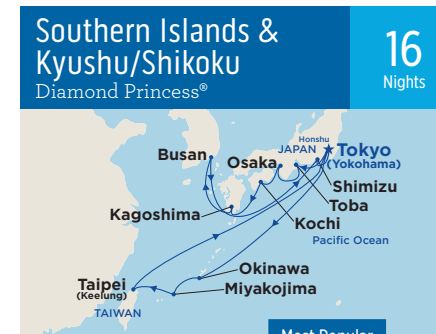 Southern Islands &
Kyushu/Shikoku
Diamond Princess®
16
Nights
Honshu
Busan
Osaka
JAPAN
Tokyo
(Yokohama)
Shimizu
Toba
Kagoshima
Kochi
Pacific Ocean
Okinawa
Taipei
(Keelung)
Miyakojima
TAIWAN
Most Popular